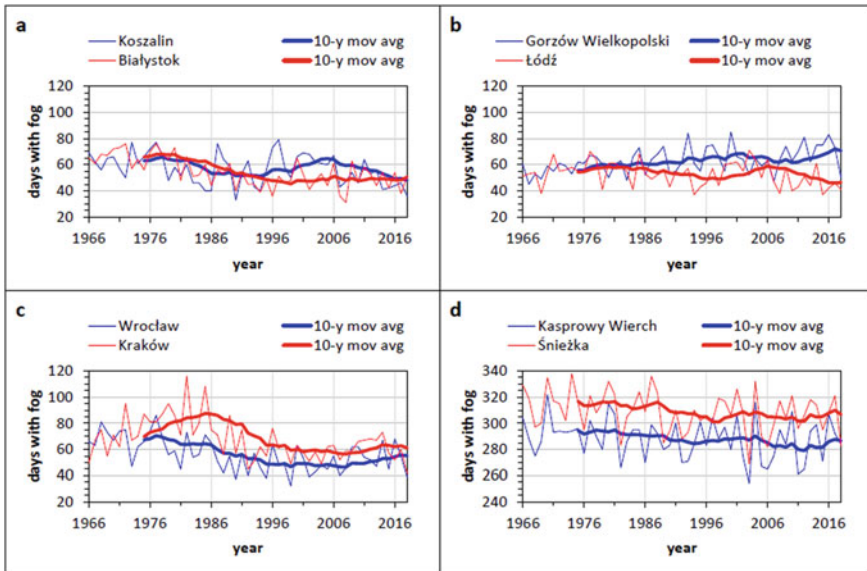 a
Koszalin 10-y mov avg
Białystok 10-y mov avg
120
100
80
60
40
20
days with fog
1966 1976 1986 1996 2006 2016
year
b
Gorzów Wielkopolski 10-y mov avg
Łódź 10-y mov avg
120
100
80
60
40
20
days with fog
1966 1976 1986 1996 2006 2016
year
c
Wrocław 10-y mov avg
Kraków 10-y mov avg
120
100
80
60
40
20
days with fog
1966 1976 1986 1996 2006 2016
year
d
Kasprowy Wierch 10-y mov avg
Śnieżka 10-y mov avg
340
320
300
280
260
240
days with fog
1966 1976 1986 1996 2006 2016
year